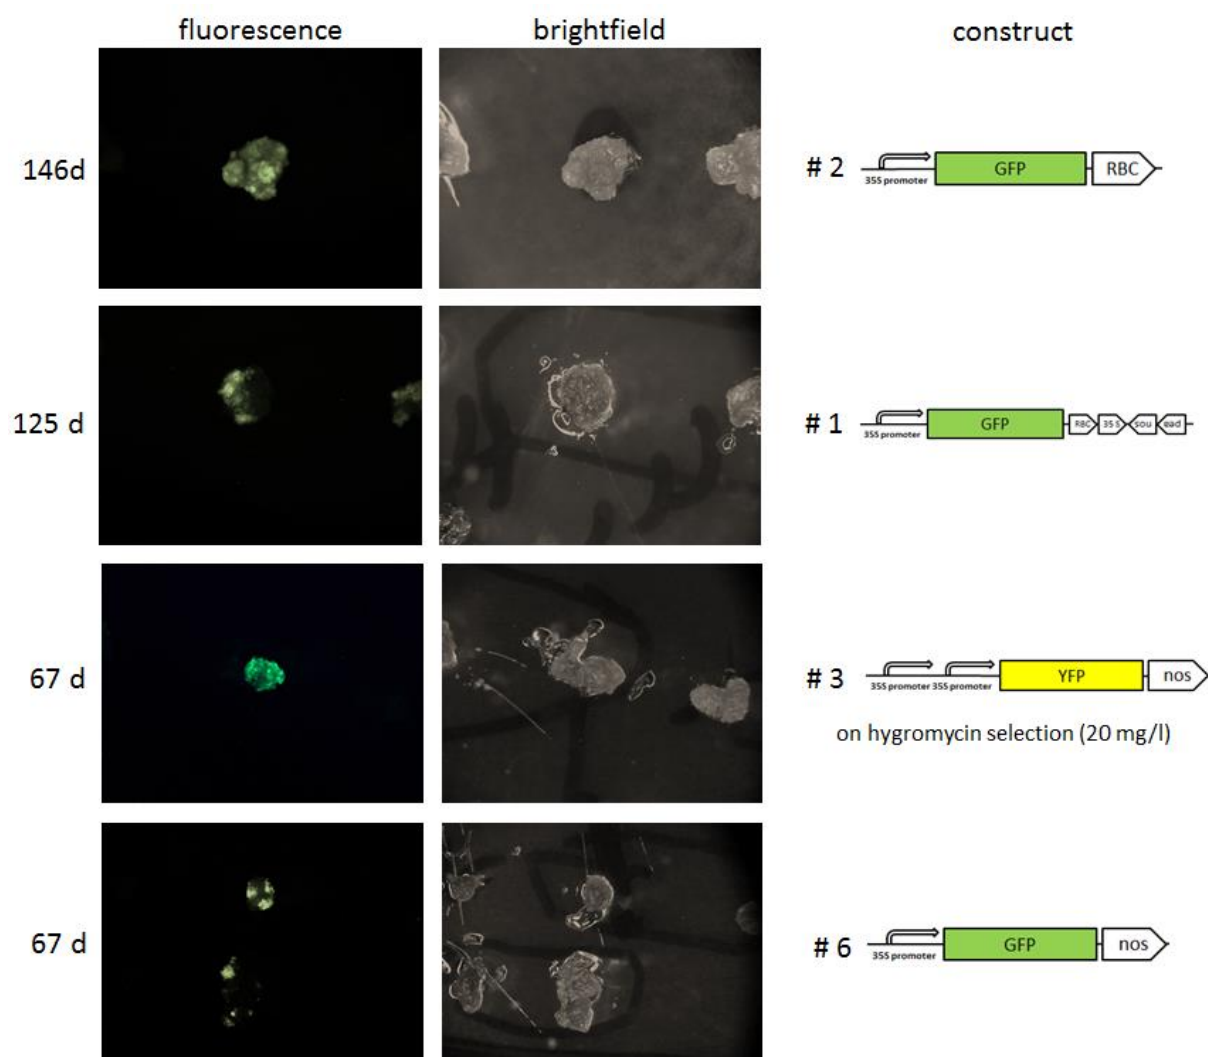 fluorescence brightfield construct
146d # 2 35S promoter GFP RBC
125 d # 1 35S promoter GFP RBC 35 S sou ead
67 d # 3 35S promoter 35S promoter YFP nos
on hygromycin selection (20 mg/l)
67 d # 6 35S promoter GFP nos